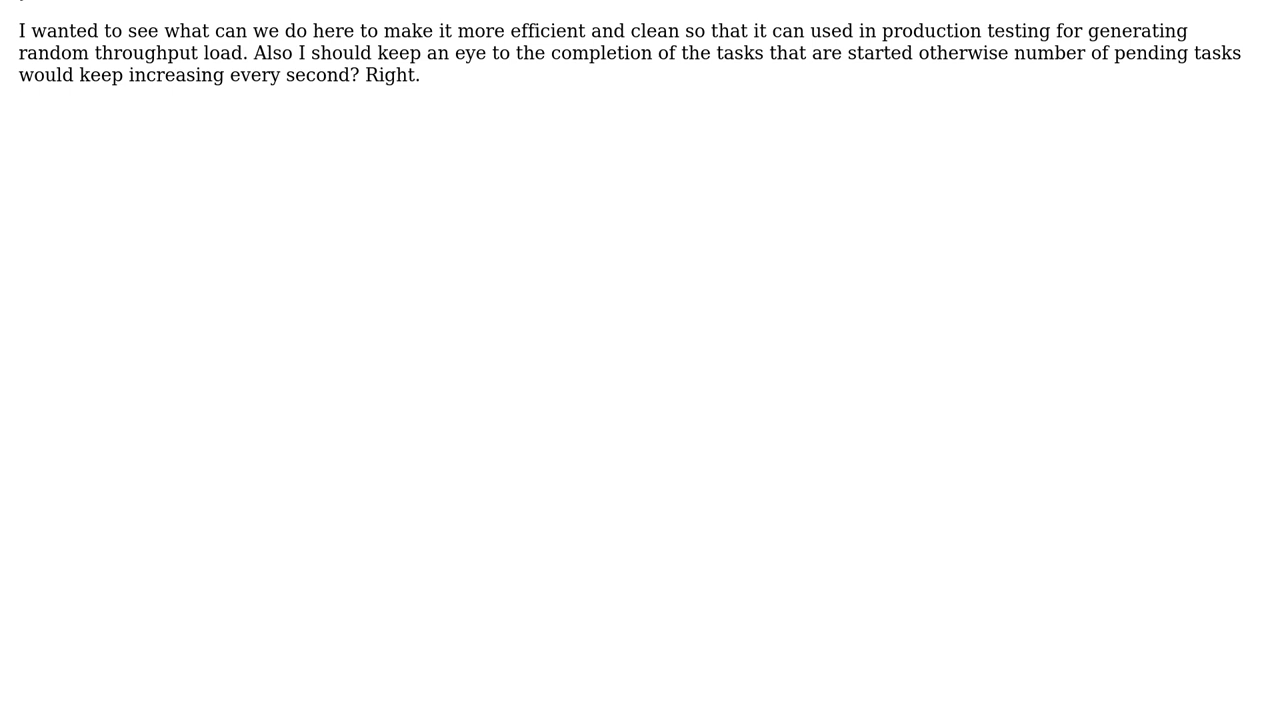 I wanted to see what can we do here to make it more efficient and clean so that it can used in production testing for generating
random throughput load. Also I should keep an eye to the completion of the tasks that are started otherwise number of pending tasks
would keep increasing every second? Right.